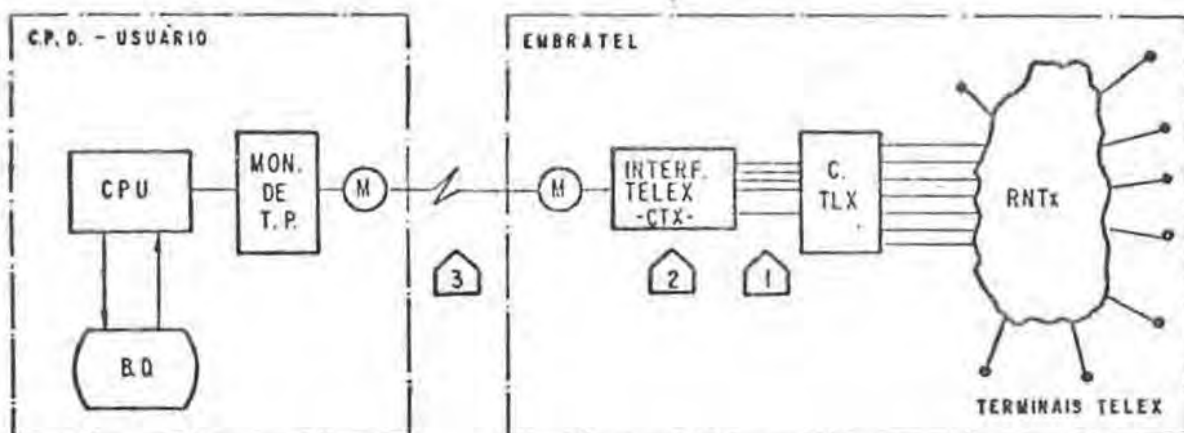 C.P.D. - USUÁRIO
EMBRATEL
CPU
MON.
DE
T.P.
M
M
INTERF.
TELEX
-CTX-
C.
TLX
RNTx
3
2
1
B.D
TERMINAIS TELEX